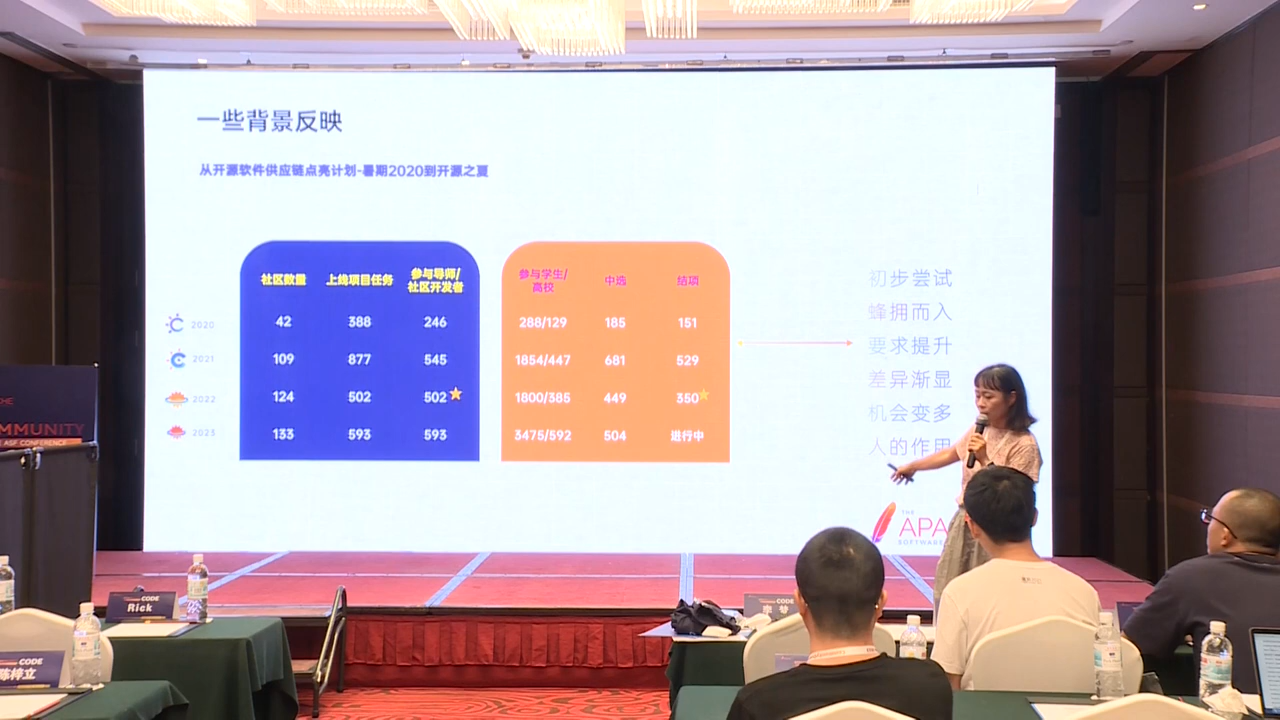 一些背景反映
从开源软件供应链点亮计划-暑期2020到开源之夏
社区数量 上线项目任务 参与导师/社区开发者
参与学生/高校 中选 结项
2020 42 388 246 288/129 185 151
2021 109 877 545 1854/447 681 529
2022 124 502 502 1800/385 449 350
2023 133 593 593 3475/592 504 进行中
初步尝试
蜂拥而入
要求提升
差异渐显
机会变多
人的作用
THE
APA
SOFTWARE
HE
MMUNITY
ASF CONFERENCE
CODE
Rick
CODE
陈梓立